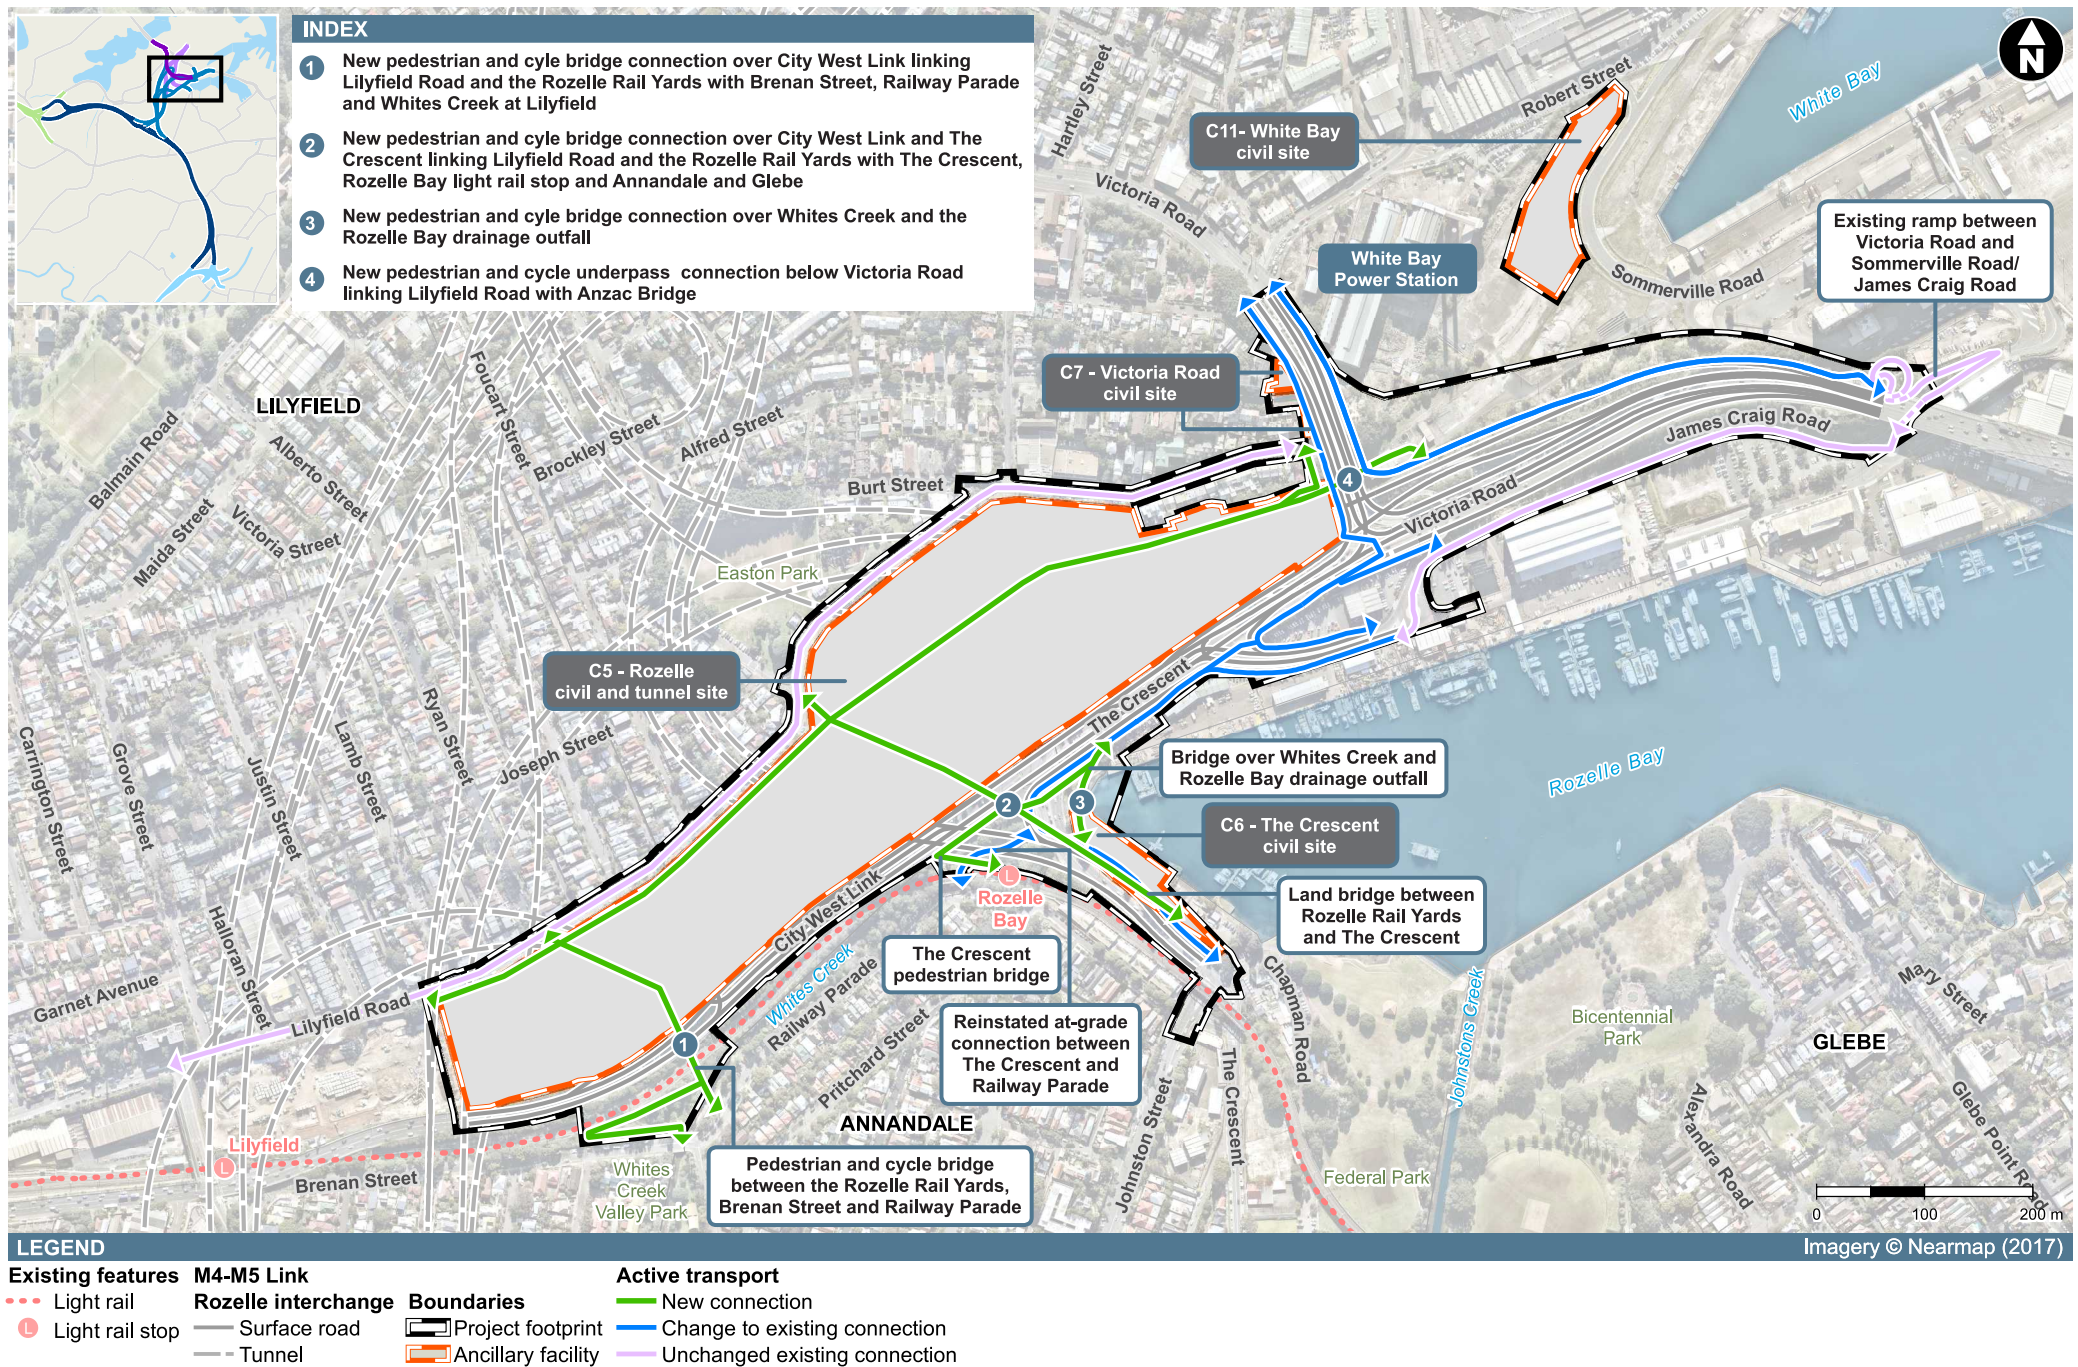 INDEX
1
New pedestrian and cyle bridge connection over City West Link linking
Lilyfield Road and the Rozelle Rail Yards with Brenan Street, Railway Parade
and Whites Creek at Lilyfield
2
New pedestrian and cyle bridge connection over City West Link and The
Crescent linking Lilyfield Road and the Rozelle Rail Yards with The Crescent,
Rozelle Bay light rail stop and Annandale and Glebe
3
New pedestrian and cyle bridge connection over Whites Creek and the
Rozelle Bay drainage outfall
4
New pedestrian and cycle underpass connection below Victoria Road
linking Lilyfield Road with Anzac Bridge
N
Hartley Street
Robert Street
White Bay
C11- White Bay
civil site
Victoria Road
White Bay
Power Station
Sommerville Road
Existing ramp between
Victoria Road and
Sommerville Road/
James Craig Road
C7 - Victoria Road
civil site
LILYFIELD
Foucart Street
Balmain Road
Alberto Street
Brockley Street
Alfred Street
James Craig Road
Maida Street
Victoria Street
Burt Street
4
Victoria Road
Easton Park
C5 - Rozelle
civil and tunnel site
The Crescent
Carrington Street
Grove Street
Justin Street
Lamb Street
Ryan Street
Joseph Street
Bridge over Whites Creek and
Rozelle Bay drainage outfall
Rozelle Bay
2
3
C6 - The Crescent
civil site
L
Rozelle
Bay
Land bridge between
Rozelle Rail Yards
and The Crescent
City West Link
Halloran Street
The Crescent
pedestrian bridge
Whites Creek
Railway Parade
Garnet Avenue
Lilyfield Road
Pritchard Street
Reinstated at-grade
connection between
The Crescent and
Railway Parade
Chapman Road
Johnstons Creek
Bicentennial
Park
GLEBE
Mary Street
1
ANNANDALE
Johnston Street
The Crescent
Alexandra Road
Glebe Point Road
Lilyfield
L
Brenan Street
Whites
Creek
Valley Park
Pedestrian and cycle bridge
between the Rozelle Rail Yards,
Brenan Street and Railway Parade
Federal Park
0 100 200 m
LEGEND
Imagery © Nearmap (2017)
Existing features
Light rail
L
Light rail stop
M4-M5 Link
Rozelle interchange
Surface road
Tunnel
Boundaries
Project footprint
Ancillary facility
Active transport
New connection
Change to existing connection
Unchanged existing connection